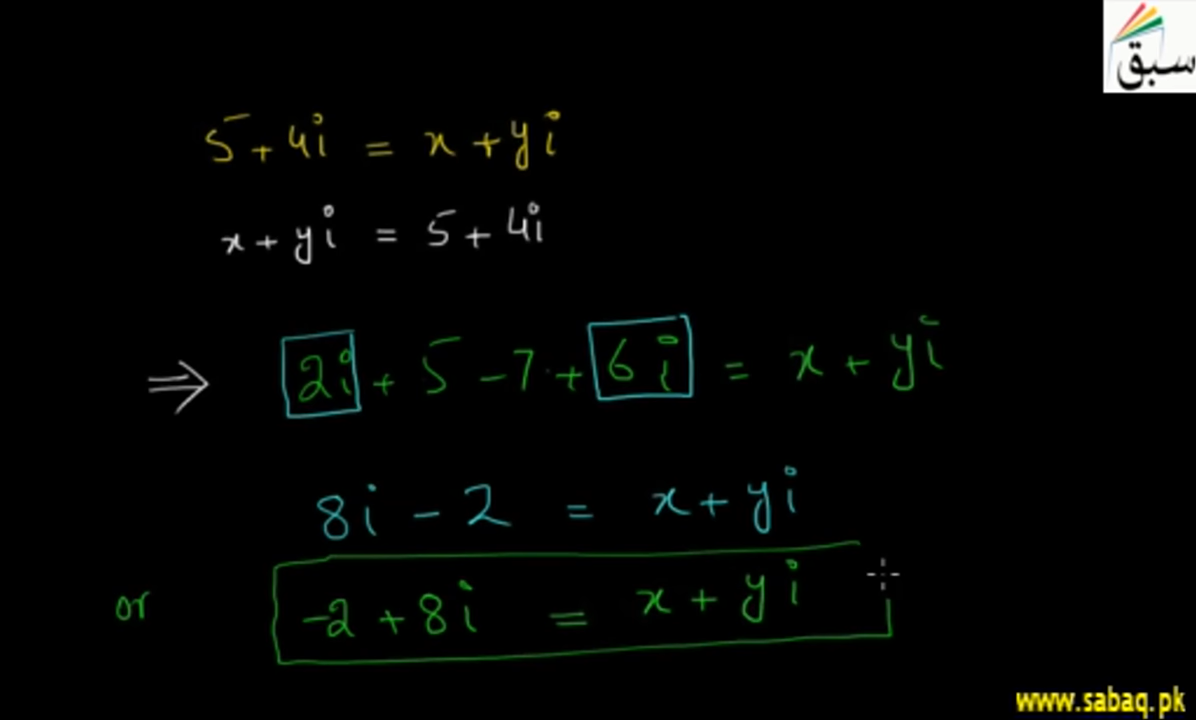 سبق
5 + 4i = x + yi
x + yi = 5 + 4i
⇒ 2i + 5 - 7 + 6i = x + yi
8i - 2 = x + yi
or -2 + 8i = x + yi
www.sabaq.pk